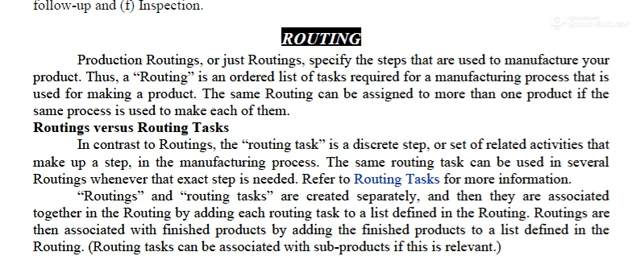 follow-up and (f) Inspection.
ROUTING
Production Routings, or just Routings, specify the steps that are used to manufacture your
product. Thus, a “Routing” is an ordered list of tasks required for a manufacturing process that is
used for making a product. The same Routing can be assigned to more than one product if the
same process is used to make each of them.
Routings versus Routing Tasks
In contrast to Routings, the “routing task” is a discrete step, or set of related activities that
make up a step, in the manufacturing process. The same routing task can be used in several
Routings whenever that exact step is needed. Refer to Routing Tasks for more information.
“Routings” and “routing tasks” are created separately, and then they are associated
together in the Routing by adding each routing task to a list defined in the Routing. Routings are
then associated with finished products by adding the finished products to a list defined in the
Routing. (Routing tasks can be associated with sub-products if this is relevant.)